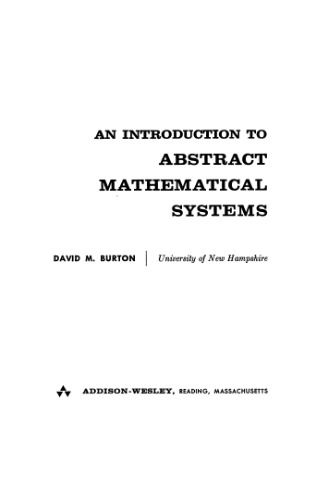 AN INTRODUCTION TO
ABSTRACT
MATHEMATICAL
SYSTEMS
DAVID M. BURTON | University of New Hampshire
ADDISON-WESLEY, READING, MASSACHUSETTS